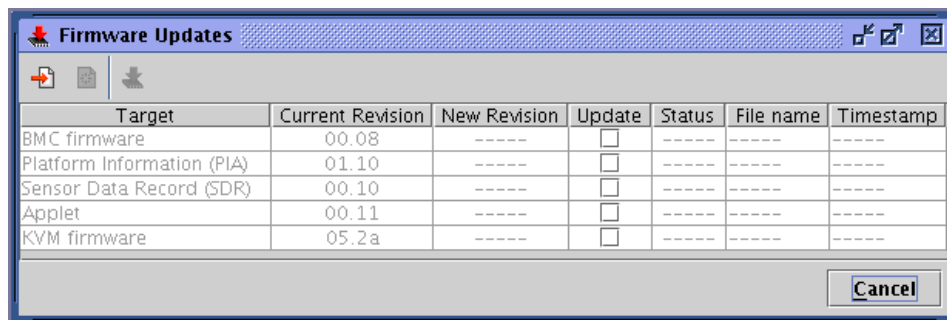 Firmware Updates
Target Current Revision New Revision Update Status File name Timestamp
BMC firmware 00.08 ----- ----- ----- -----
Platform Information (PIA) 01.10 ----- ----- ----- -----
Sensor Data Record (SDR) 00.10 ----- ----- ----- -----
Applet 00.11 ----- ----- ----- -----
KVM firmware 05.2a ----- ----- ----- -----
Cancel